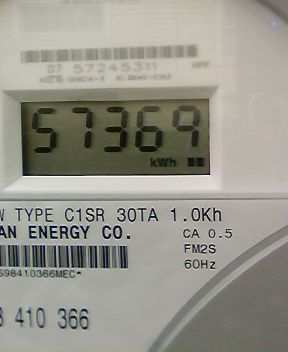 07 57245311
57369
kWh
W TYPE C1SR 30TA 1.0Kh
AN ENERGY CO. CA 0.5
FM2S
698410366MEC* 60Hz
8 410 366